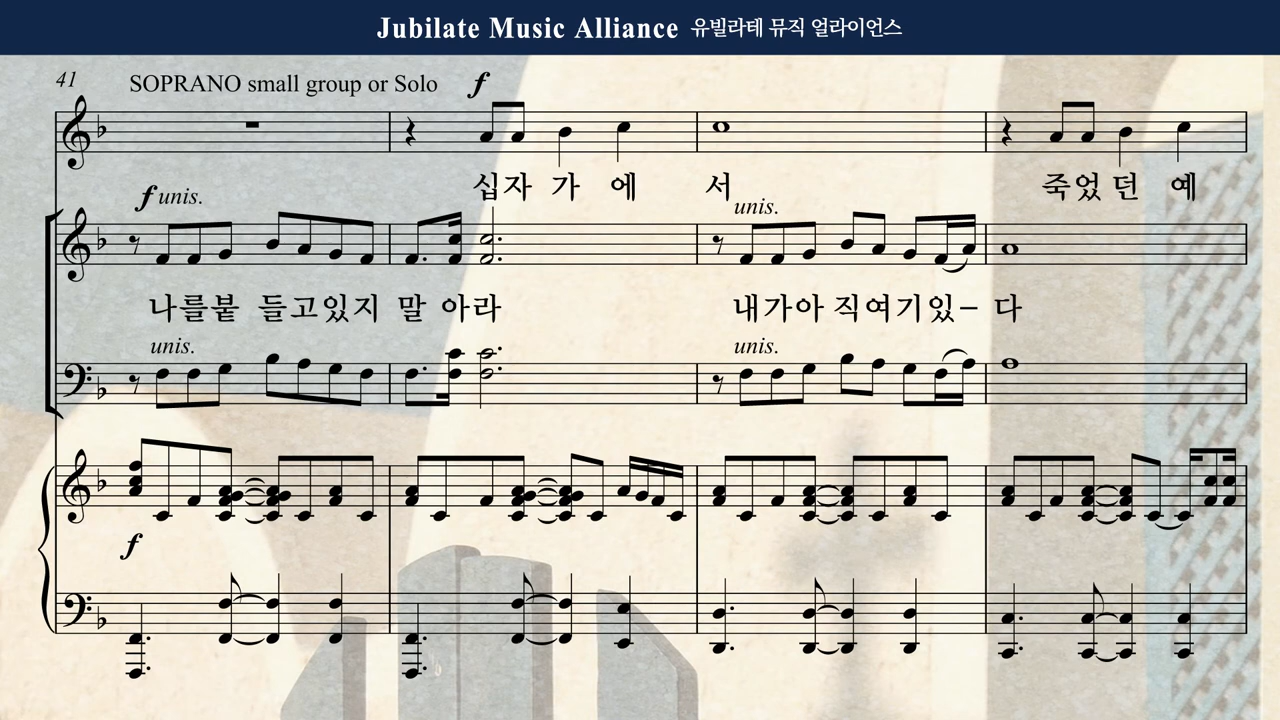 Jubilate Music Alliance 유빌라테 뮤직 얼라이언스
41 SOPRANO small group or Solo f
십자 가 에 서 죽었 던 예
f unis. unis.
나를붙 들고있지 말 아라 내가아 직여기있– 다
unis. unis.
f